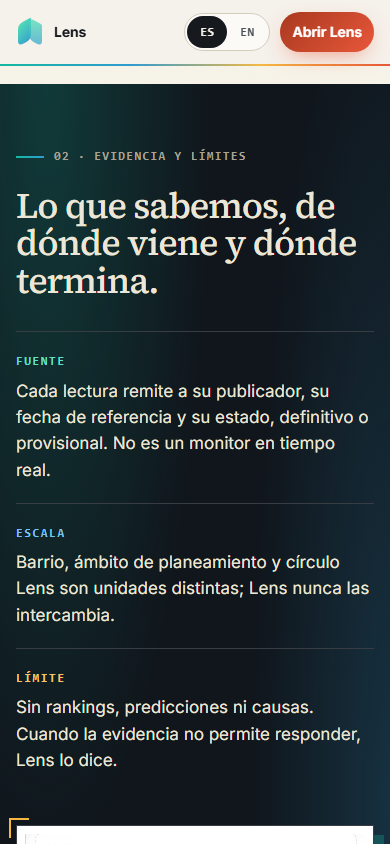 Lens
ES
EN
Abrir Lens
02 · EVIDENCIA Y LÍMITES
Lo que sabemos, de
dónde viene y dónde
termina.
FUENTE
Cada lectura remite a su publicador, su
fecha de referencia y su estado, definitivo o
provisional. No es un monitor en tiempo
real.
ESCALA
Barrio, ámbito de planeamiento y círculo
Lens son unidades distintas; Lens nunca las
intercambia.
LÍMITE
Sin rankings, predicciones ni causas.
Cuando la evidencia no permite responder,
Lens lo dice.